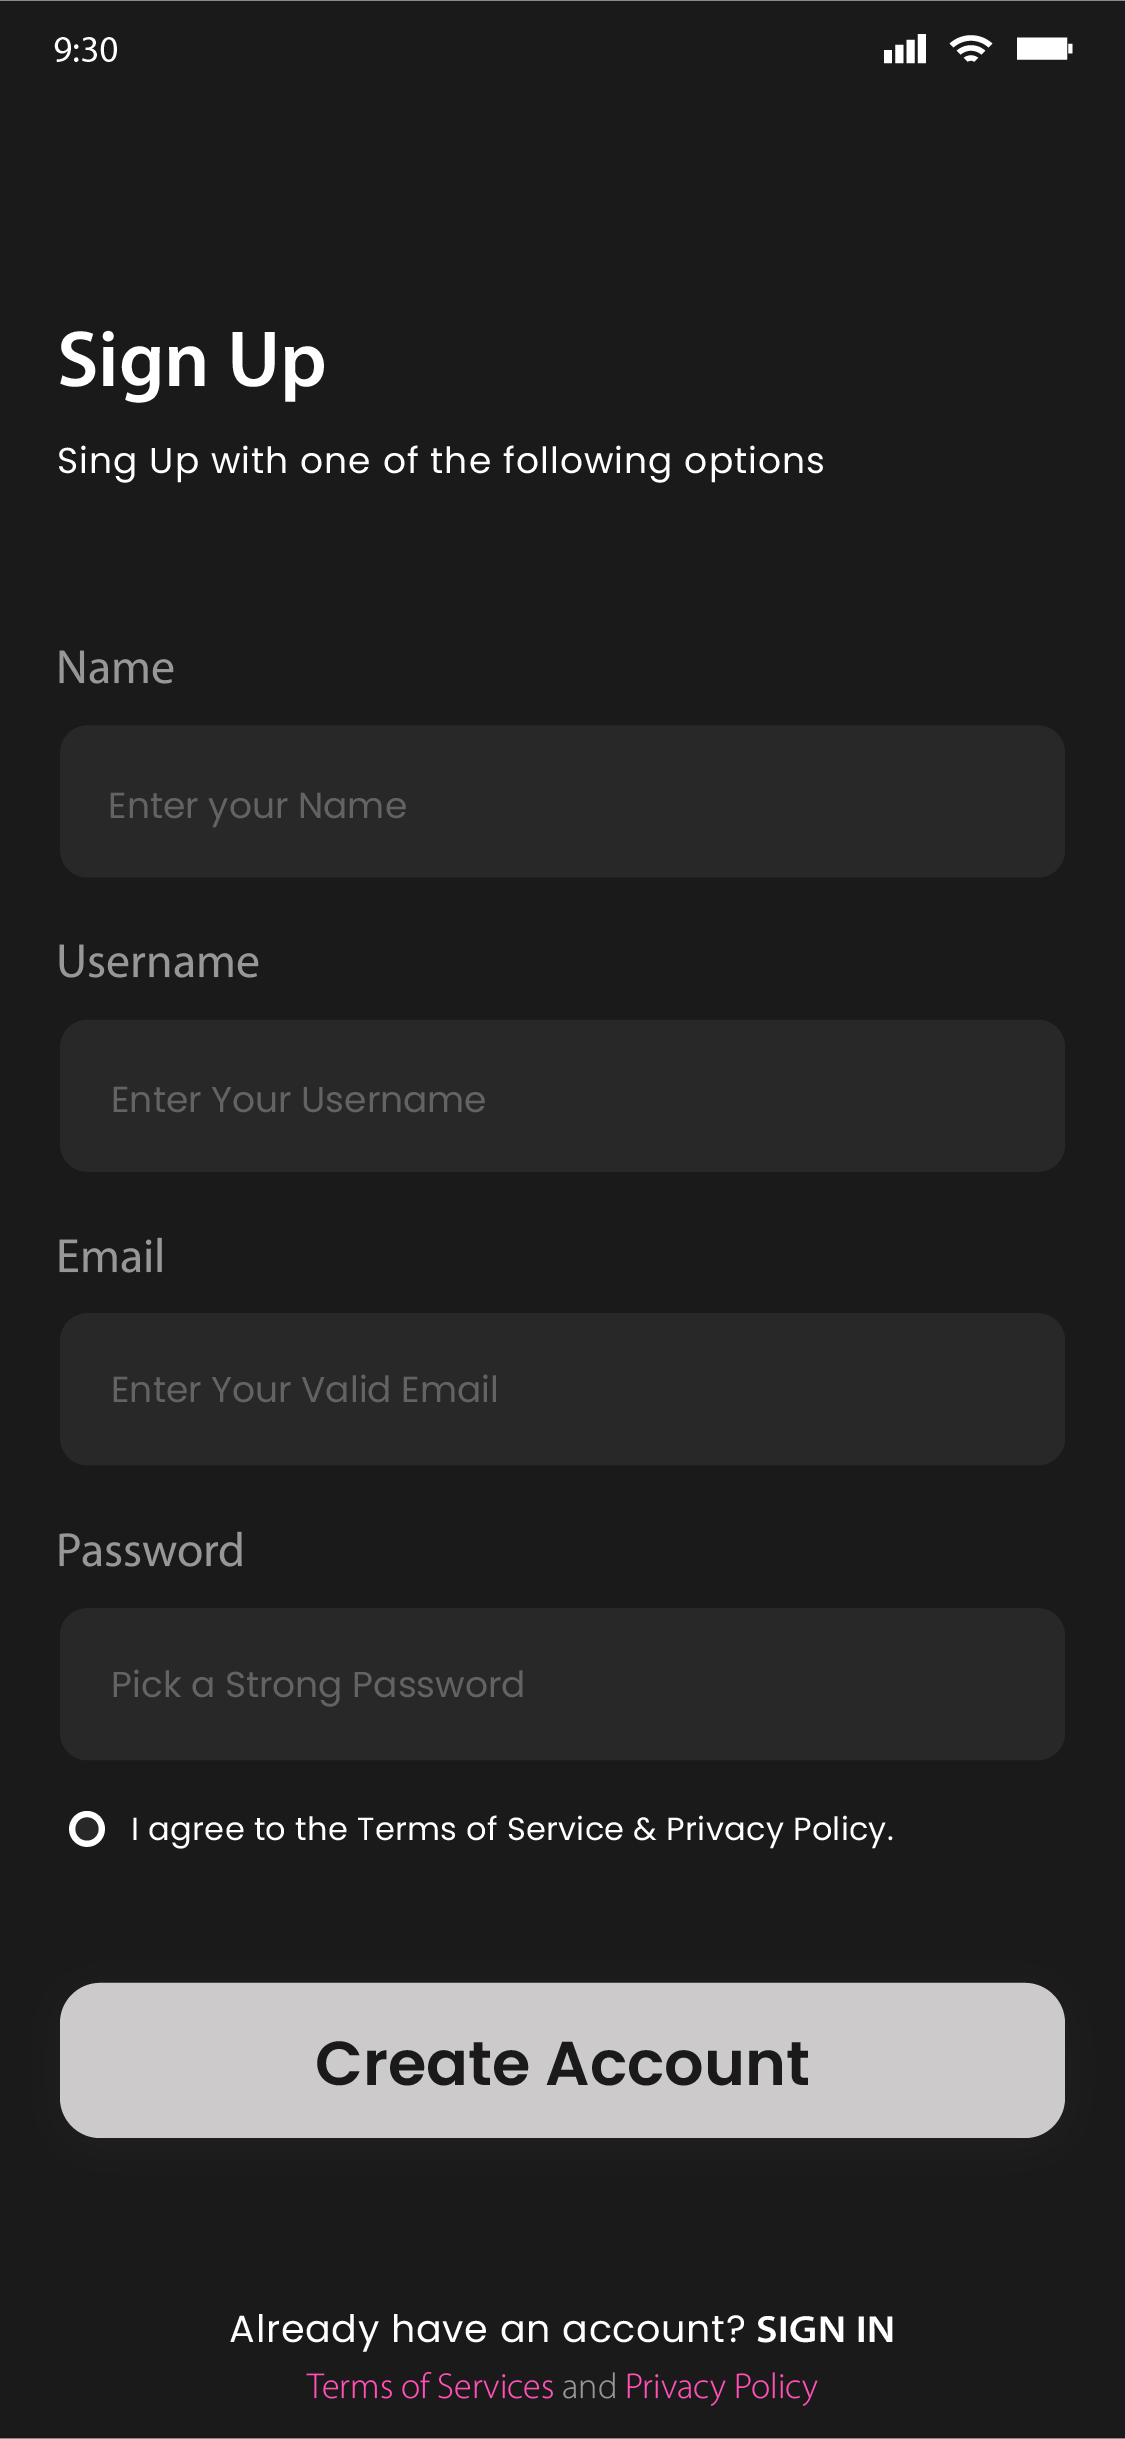 9:30
Sign Up
Sing Up with one of the following options
Name
Enter your Name
Username
Enter Your Username
Email
Enter Your Valid Email
Password
Pick a Strong Password
I agree to the Terms of Service & Privacy Policy.
Create Account
Already have an account? SIGN IN
Terms of Services and Privacy Policy